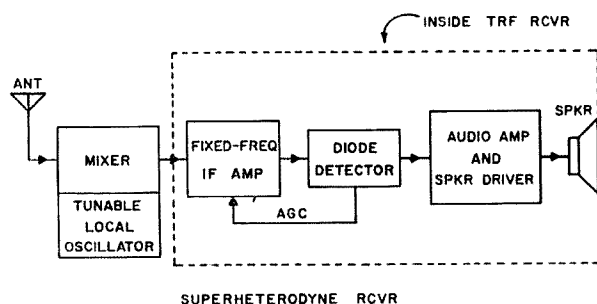 INSIDE TRF RCVR
ANT
SPKR
MIXER
TUNABLE
LOCAL
OSCILLATOR
FIXED-FREQ
IF AMP
DIODE
DETECTOR
AUDIO AMP
AND
SPKR DRIVER
AGC
SUPERHETERODYNE RCVR